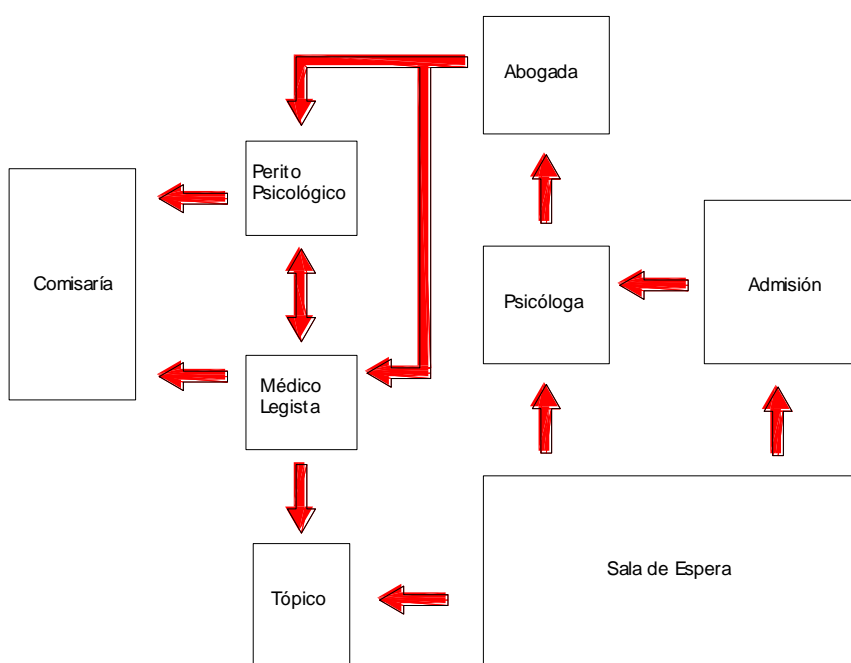 Abogada
Perito
Psicológico
Comisaría
Psicóloga
Admisión
Médico
Legista
Sala de Espera
Tópico